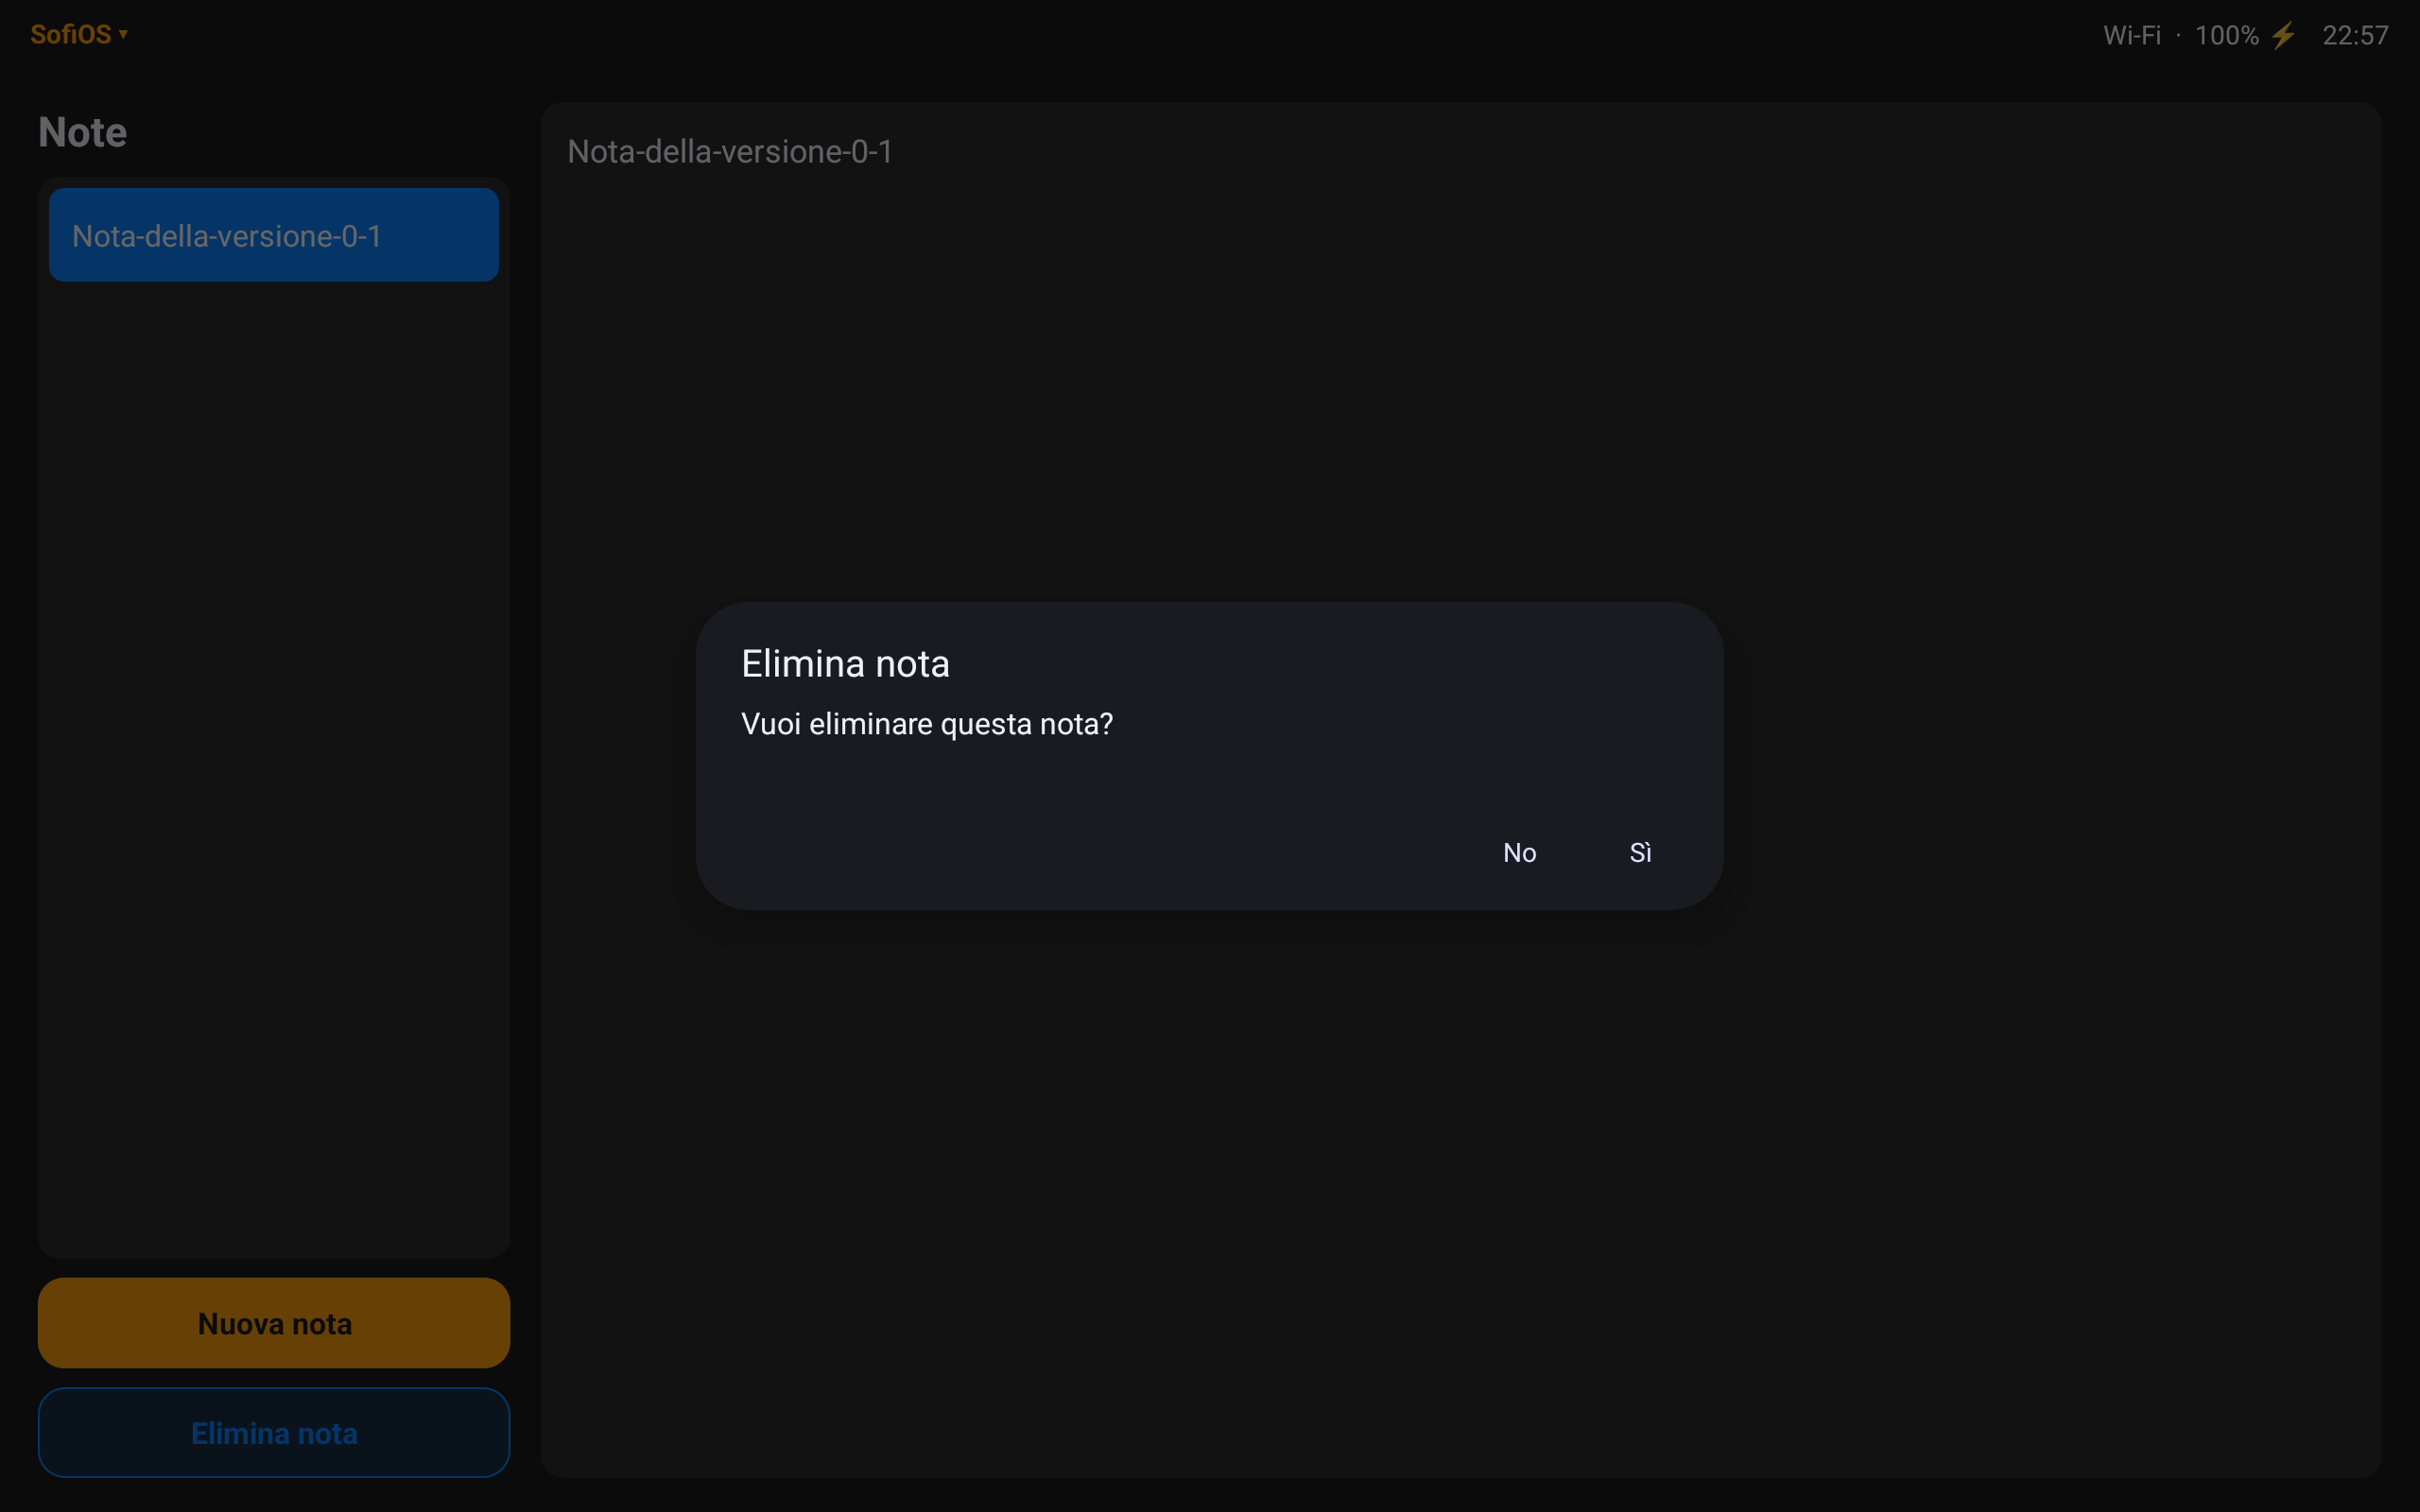 SofiOS ▾
Wi-Fi · 100% ⚡ 22:57
Note
Nota-della-versione-0-1
Nota-della-versione-0-1
Elimina nota
Vuoi eliminare questa nota?
No Sì
Nuova nota
Elimina nota